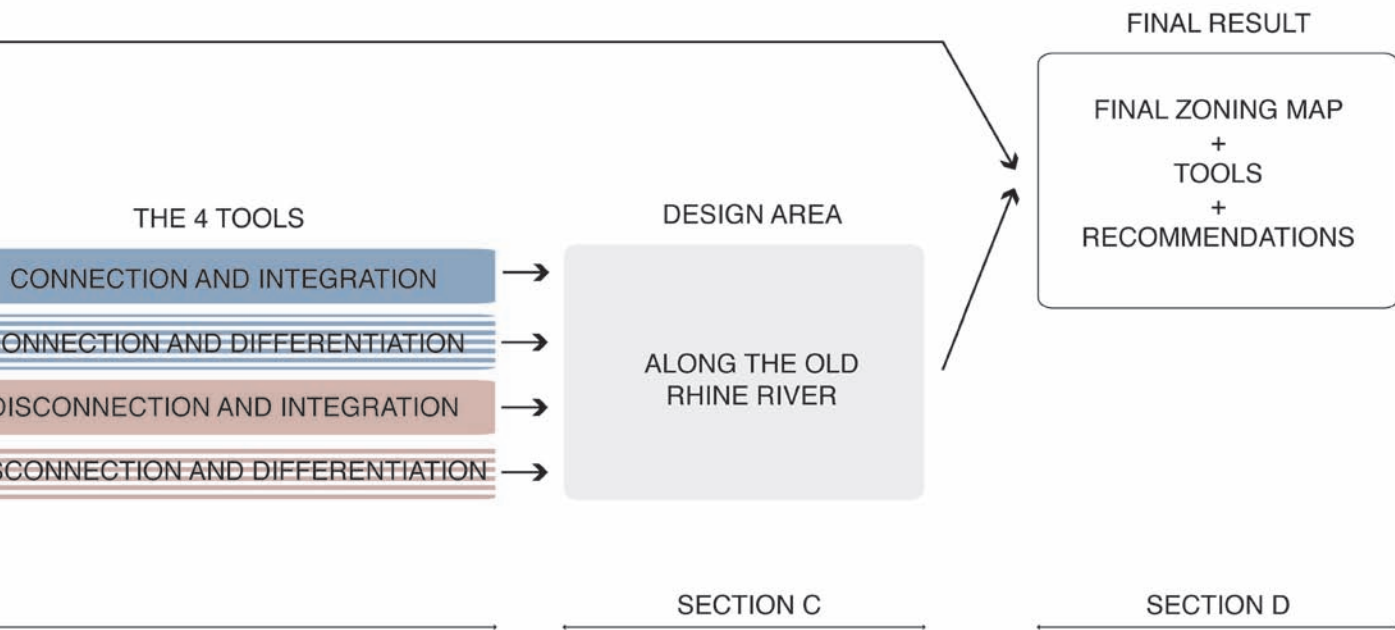 FINAL RESULT
FINAL ZONING MAP
+
TOOLS
+
RECOMMENDATIONS
THE 4 TOOLS
CONNECTION AND INTEGRATION
ONNECTION AND DIFFERENTIATION
DISCONNECTION AND INTEGRATION
SCONNECTION AND DIFFERENTIATION
DESIGN AREA
ALONG THE OLD
RHINE RIVER
SECTION C
SECTION D